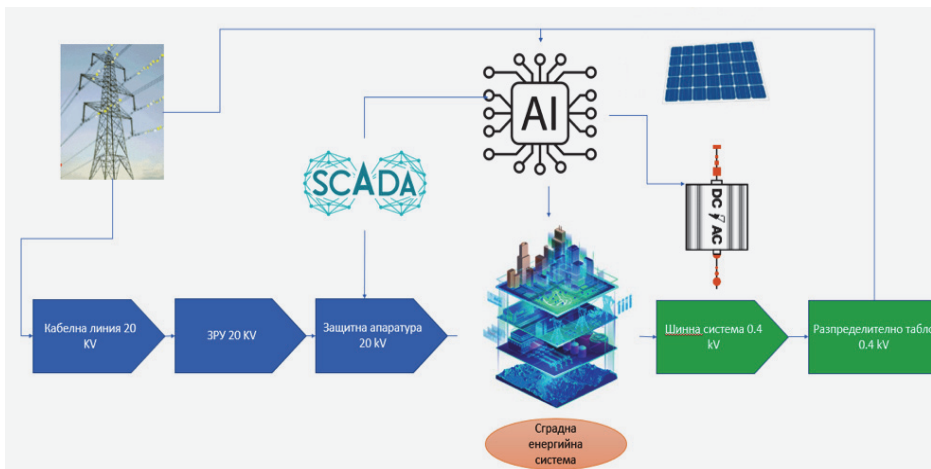 AI
SCADA
DC
AC
Кабелна линия 20
KV
ЗРУ 20 KV
Защитна апаратура
20 kV
Шинна система 0.4
kV
Разпределително табло
0.4 kV
Сградна
енергийна
система